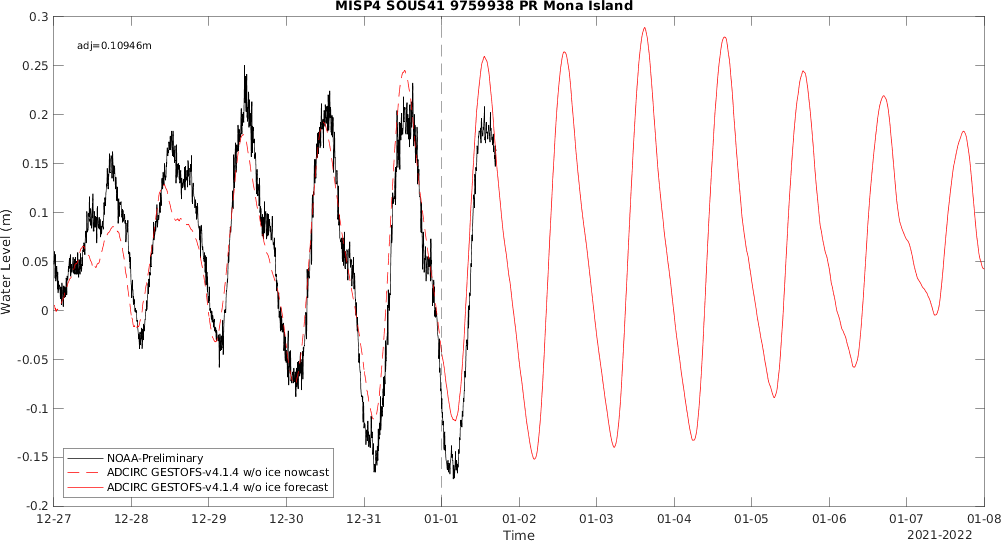 MISP4 SOUS41 9759938 PR Mona Island
adj=0.10946m
0.3
0.25
0.2
0.15
0.1
0.05
0
-0.05
-0.1
-0.15
-0.2
Water Level (m)
NOAA-Preliminary
ADCIRC GESTOFS-v4.1.4 w/o ice nowcast
ADCIRC GESTOFS-v4.1.4 w/o ice forecast
12-27 12-28 12-29 12-30 12-31 01-01 01-02 01-03 01-04 01-05 01-06 01-07 01-08
Time
2021-2022